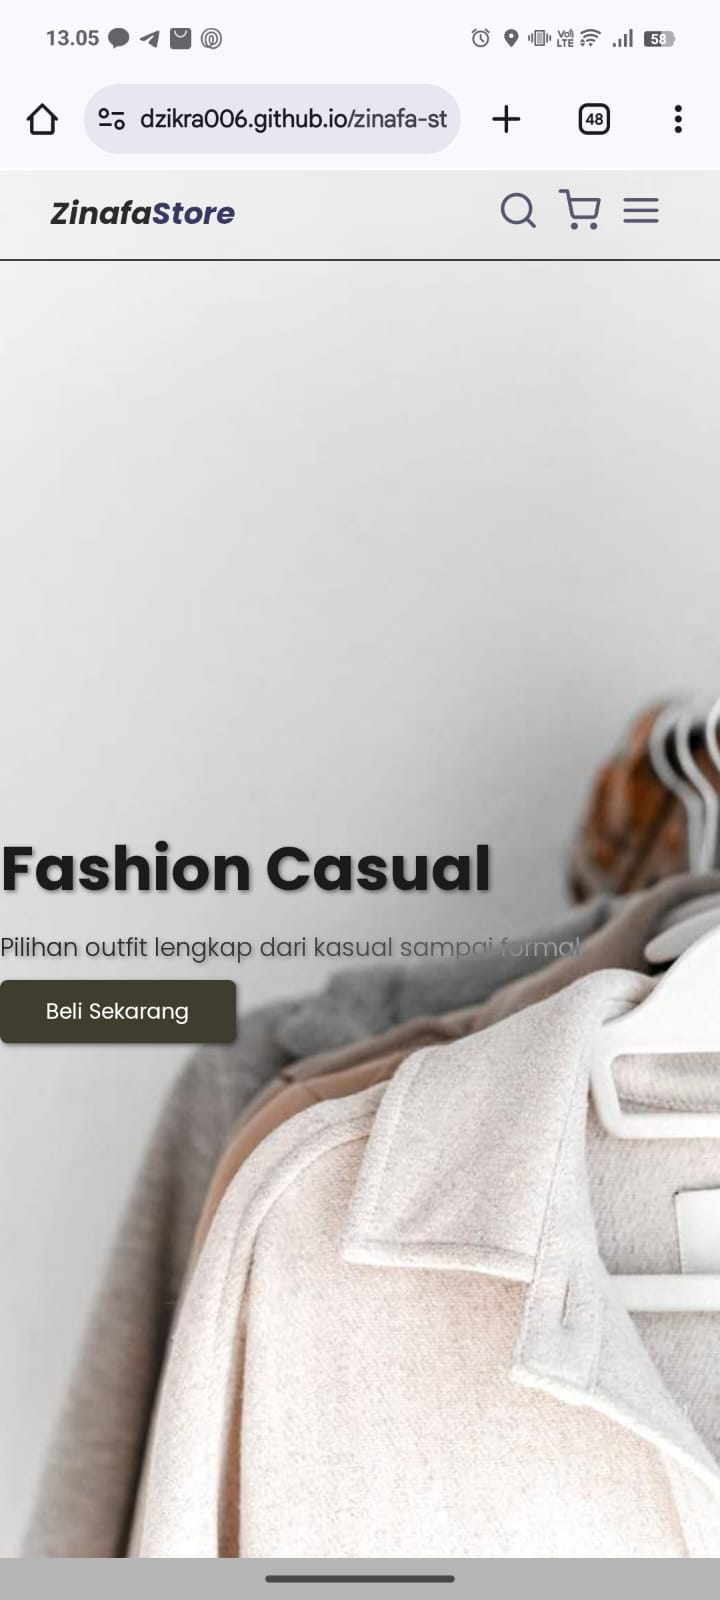 13.05
Vo)
LTE
58
dzikra006.github.io/zinafa-st
48
ZinafaStore
Fashion Casual
Pilihan outfit lengkap dari kasual sampai formal
Beli Sekarang